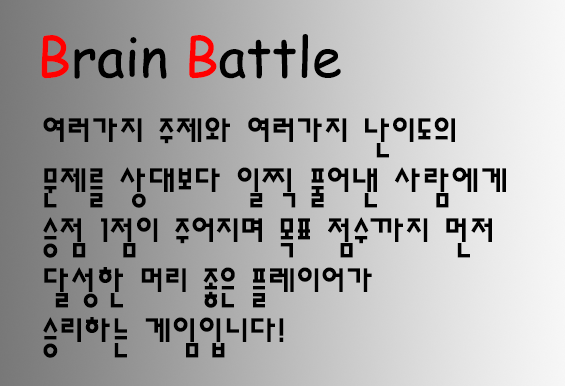 Brain Battle
여러가지 주제와 여러가지 난이도의
문제를 상대보다 일찍 풀어낸 사람에게
승점 1점이 주어지며 목표 점수까지 먼저
달성한 머리 좋은 플레이어가
승리하는 게임입니다!